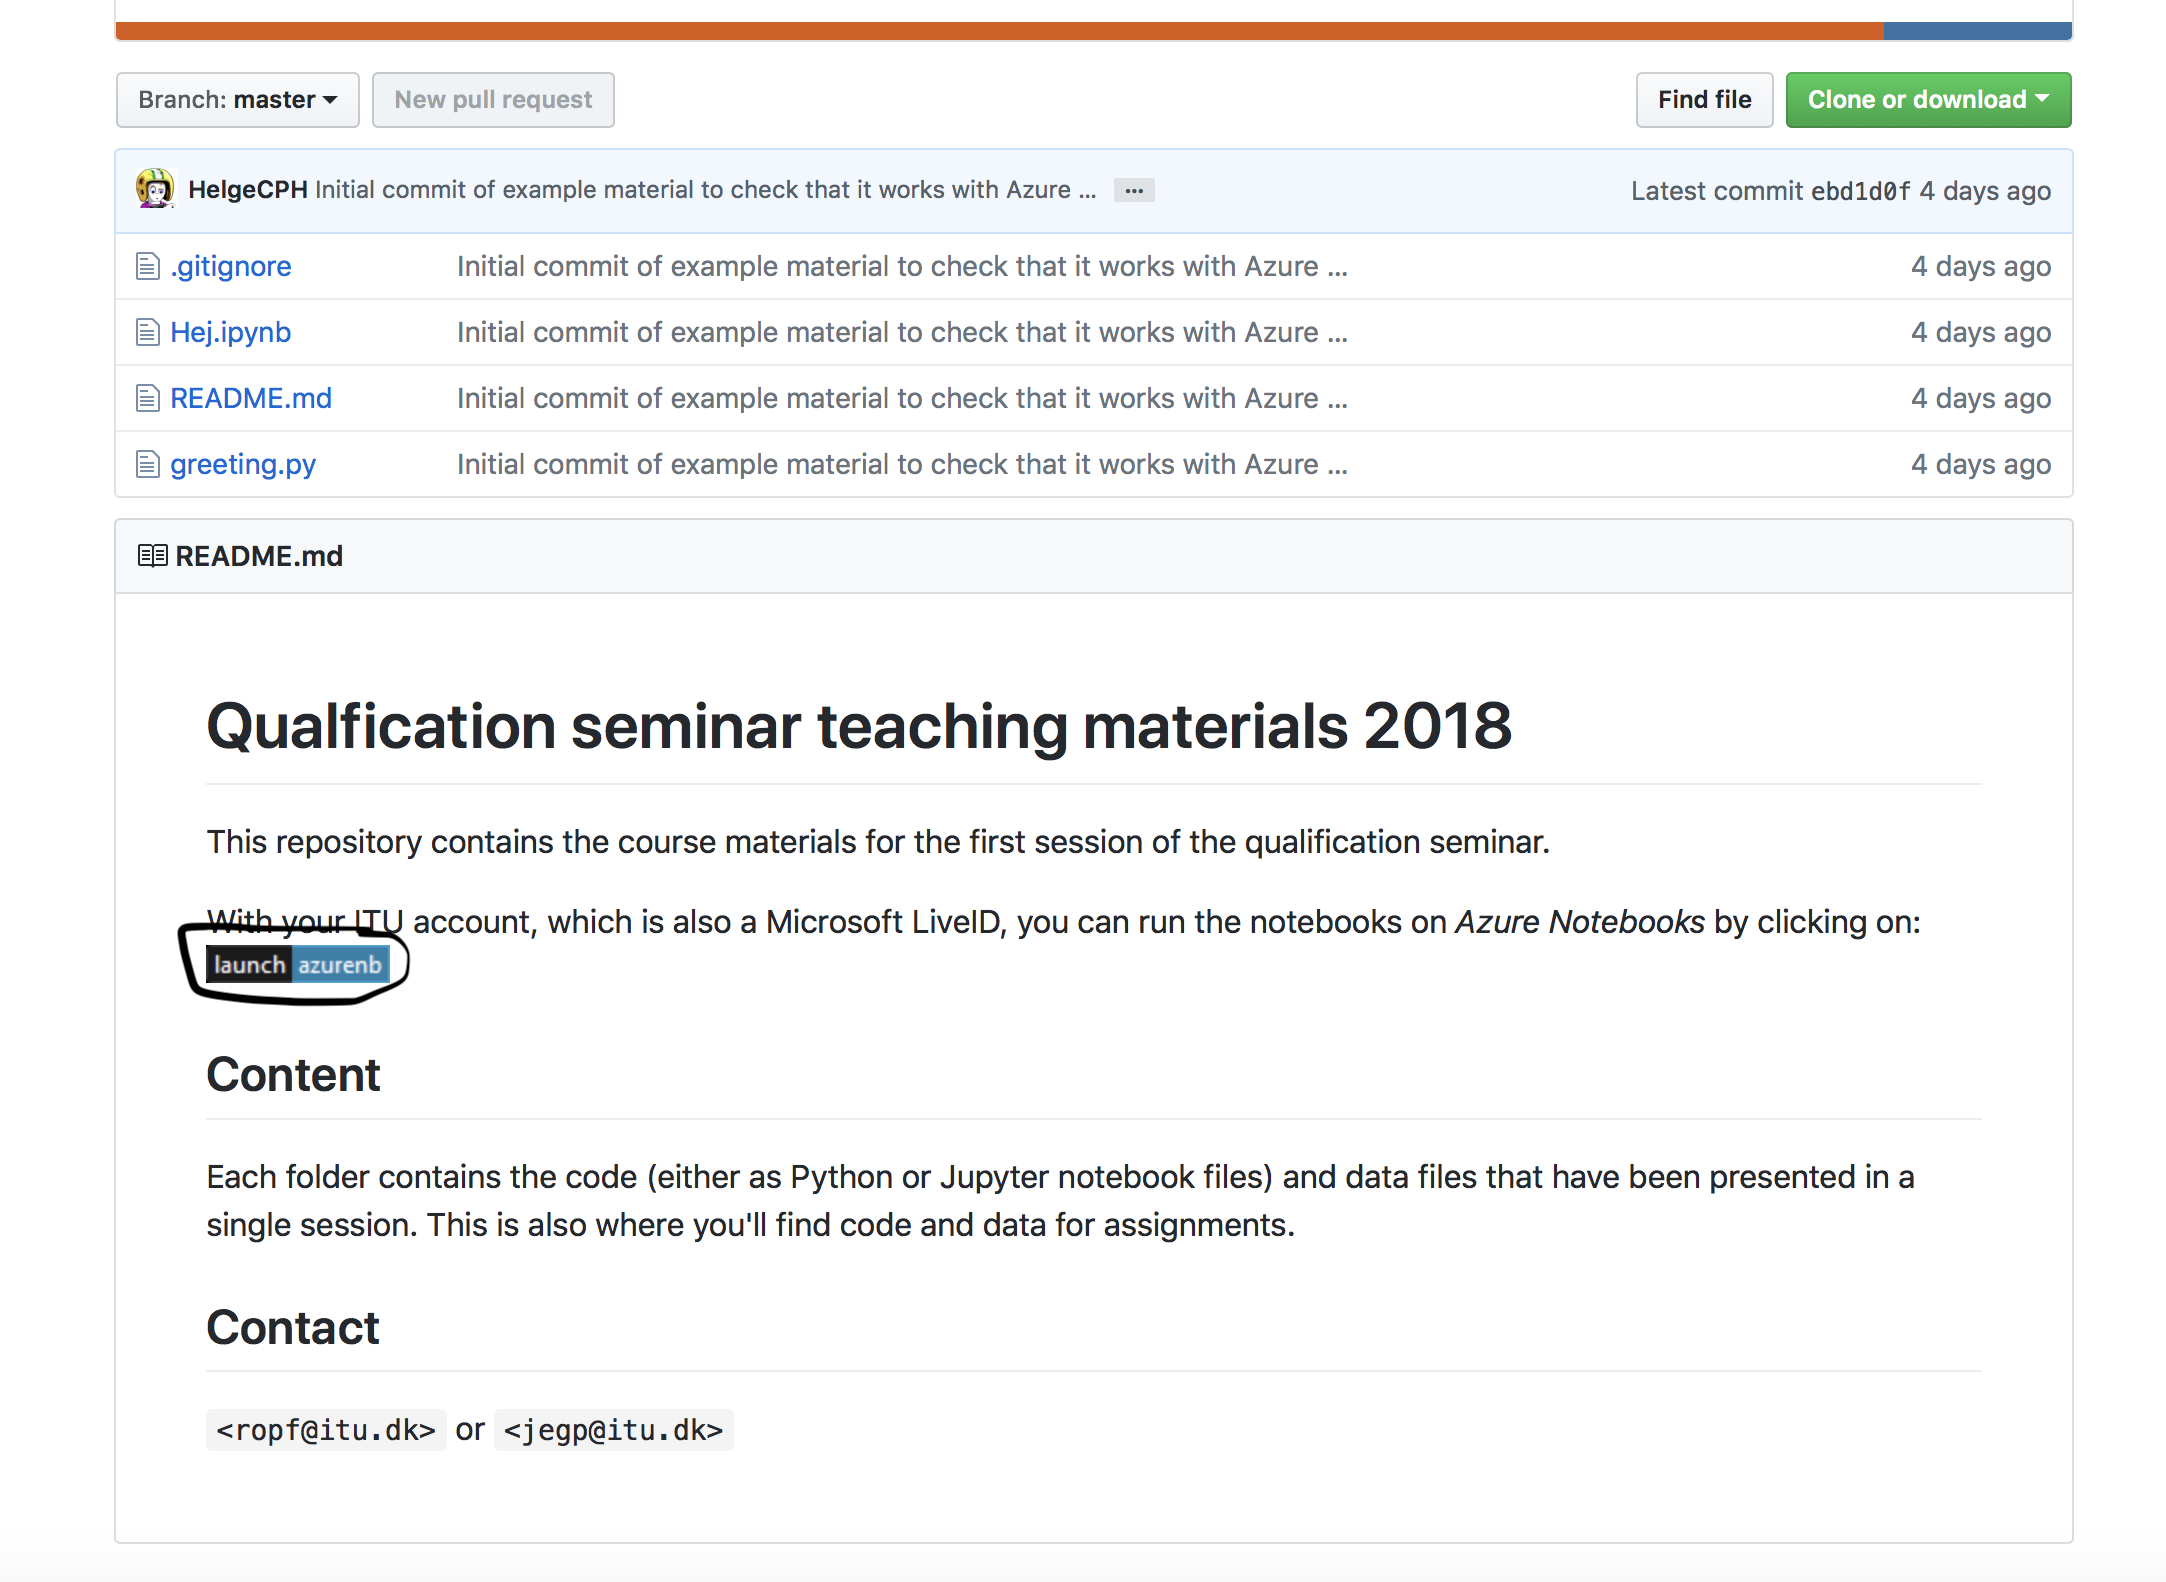 Branch: master New pull request Find file Clone or download
HelgeCPH Initial commit of example material to check that it works with Azure ... ... Latest commit ebd1d0f 4 days ago
.gitignore Initial commit of example material to check that it works with Azure ... 4 days ago
Hej.ipynb Initial commit of example material to check that it works with Azure ... 4 days ago
README.md Initial commit of example material to check that it works with Azure ... 4 days ago
greeting.py Initial commit of example material to check that it works with Azure ... 4 days ago
README.md
Qualfication seminar teaching materials 2018
This repository contains the course materials for the first session of the qualification seminar.
With your ITU account, which is also a Microsoft LiveID, you can run the notebooks on Azure Notebooks by clicking on:
launch azurenb
Content
Each folder contains the code (either as Python or Jupyter notebook files) and data files that have been presented in a
single session. This is also where you'll find code and data for assignments.
Contact
<ropf@itu.dk> or <jegp@itu.dk>